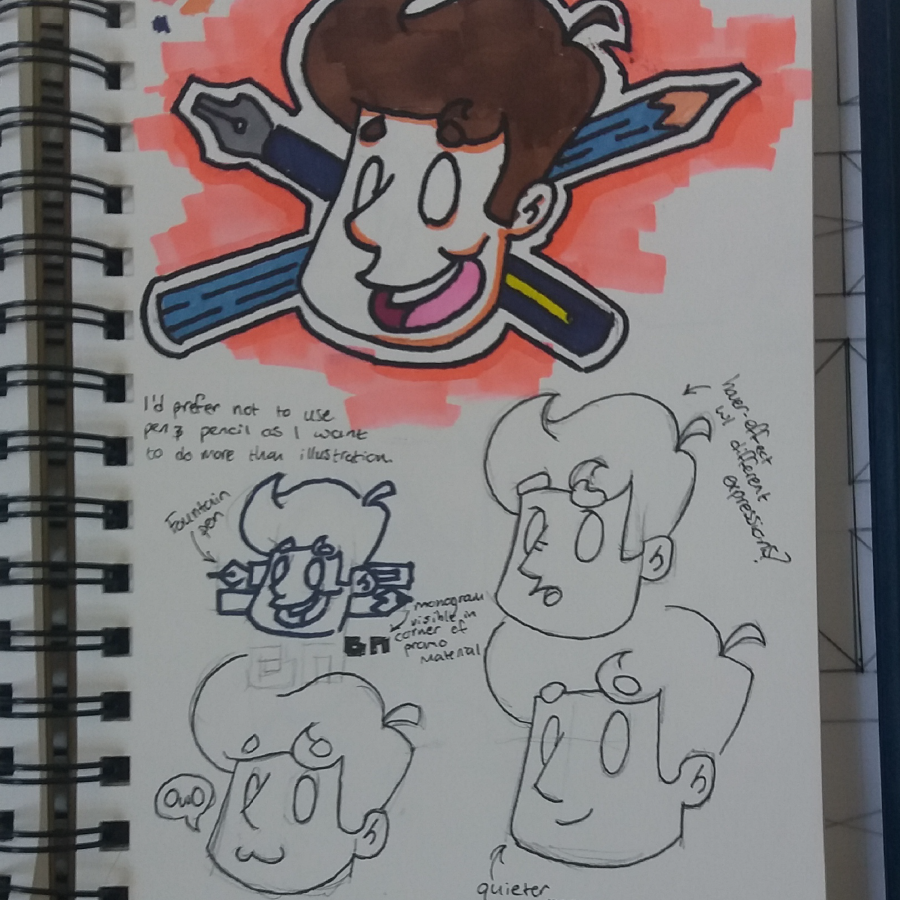 I'd prefer not to use
pen & pencil as I want
to do more than illustration.
hover-effect
w/ different
expressions?
Fountain
pen
monogram
visible in
corner of
promo
material
bn
OwO
quieter